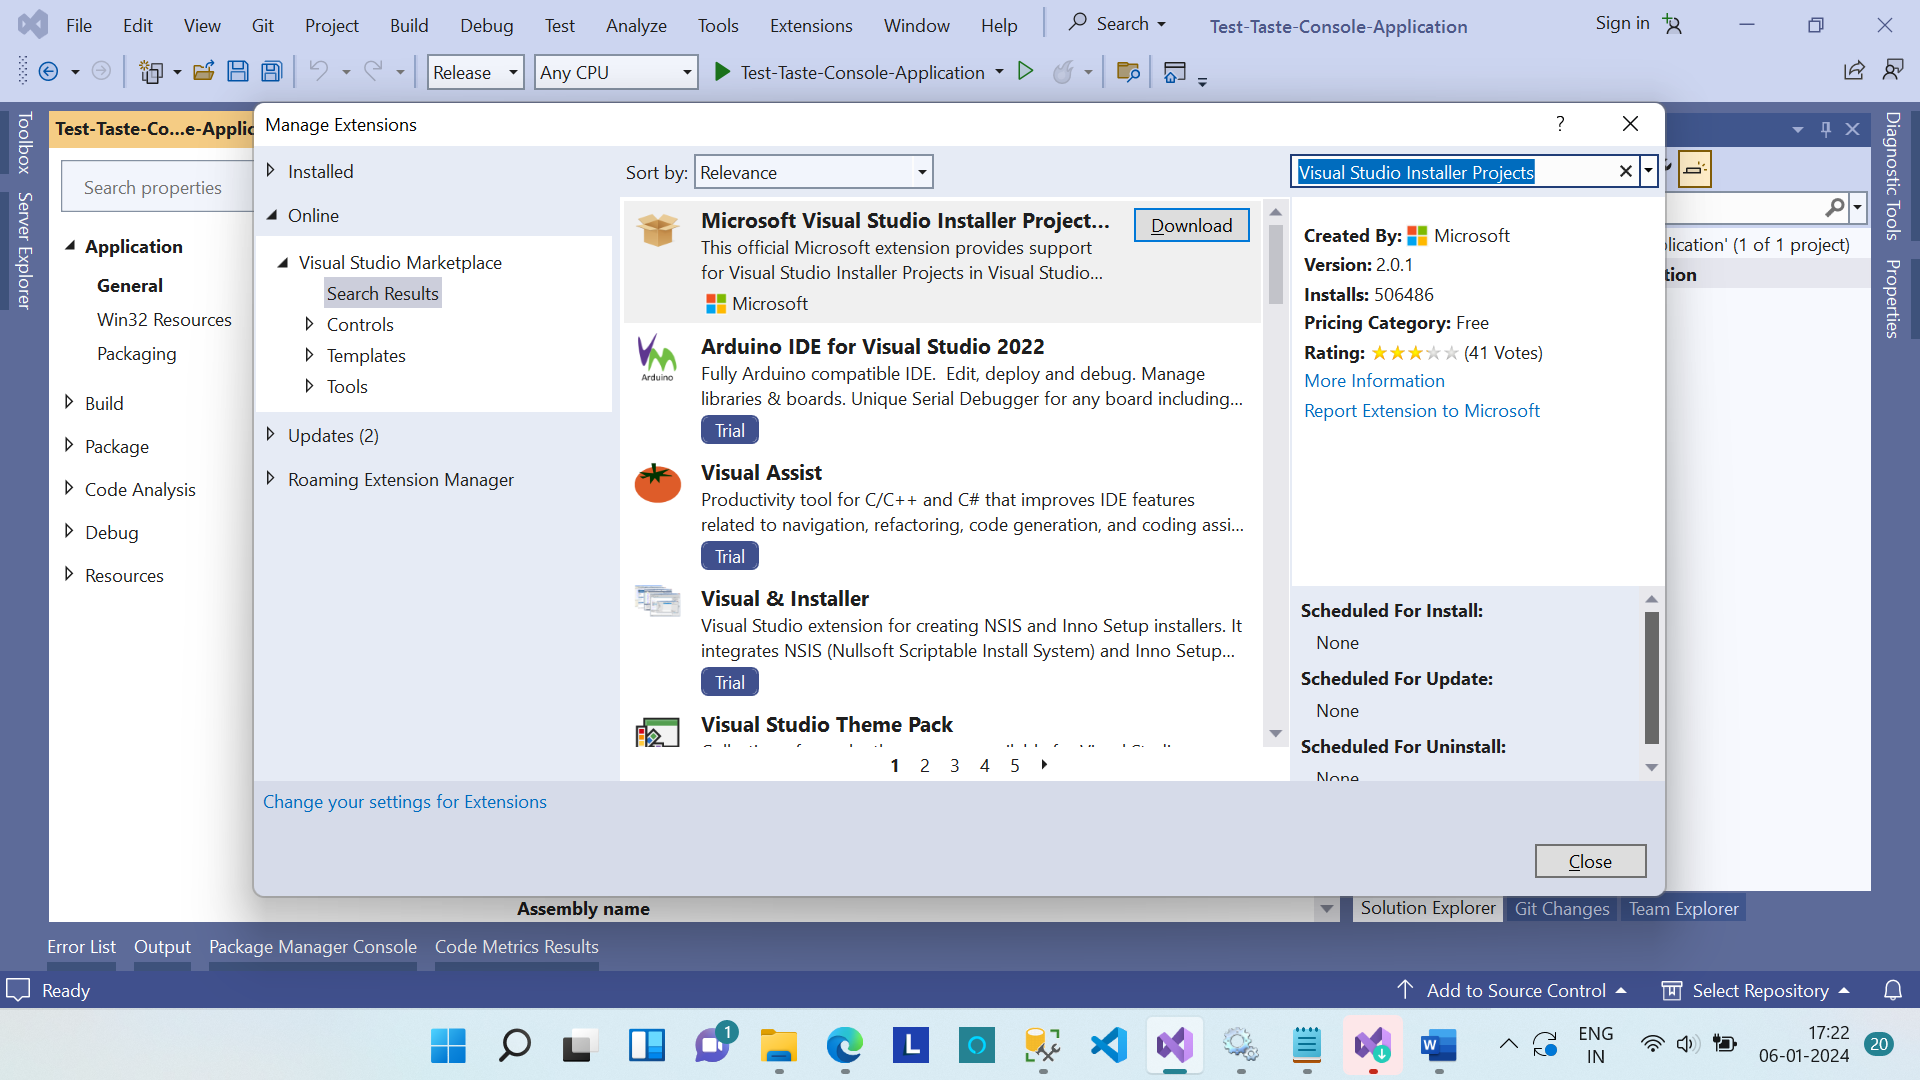 File Edit View Git Project Build Debug Test Analyze Tools Extensions Window Help Search Test-Taste-Console-Application Sign in
Release Any CPU Test-Taste-Console-Application
Toolbox
Server Explorer
Test-Taste-Co...e-Applic
Search properties
Application
General
Win32 Resources
Packaging
Build
Package
Code Analysis
Debug
Resources
Manage Extensions ?
Installed
Online
Visual Studio Marketplace
Search Results
Controls
Templates
Tools
Updates (2)
Roaming Extension Manager
Sort by: Relevance
Visual Studio Installer Projects
Microsoft Visual Studio Installer Project... Download
This official Microsoft extension provides support
for Visual Studio Installer Projects in Visual Studio...
Microsoft
Arduino
Arduino IDE for Visual Studio 2022
Fully Arduino compatible IDE. Edit, deploy and debug. Manage
libraries & boards. Unique Serial Debugger for any board including...
Trial
Visual Assist
Productivity tool for C/C++ and C# that improves IDE features
related to navigation, refactoring, code generation, and coding assi...
Trial
Visual & Installer
Visual Studio extension for creating NSIS and Inno Setup installers. It
integrates NSIS (Nullsoft Scriptable Install System) and Inno Setup...
Trial
Visual Studio Theme Pack
1 2 3 4 5
Created By: Microsoft
Version: 2.0.1
Installs: 506486
Pricing Category: Free
Rating: (41 Votes)
More Information
Report Extension to Microsoft
Scheduled For Install:
None
Scheduled For Update:
None
Scheduled For Uninstall:
None
Change your settings for Extensions
Close
plication' (1 of 1 project)
tion
Diagnostic Tools
Properties
Assembly name
Solution Explorer Git Changes Team Explorer
Error List Output Package Manager Console Code Metrics Results
Ready Add to Source Control Select Repository
1
L
W
ENG
IN
17:22
06-01-2024
20